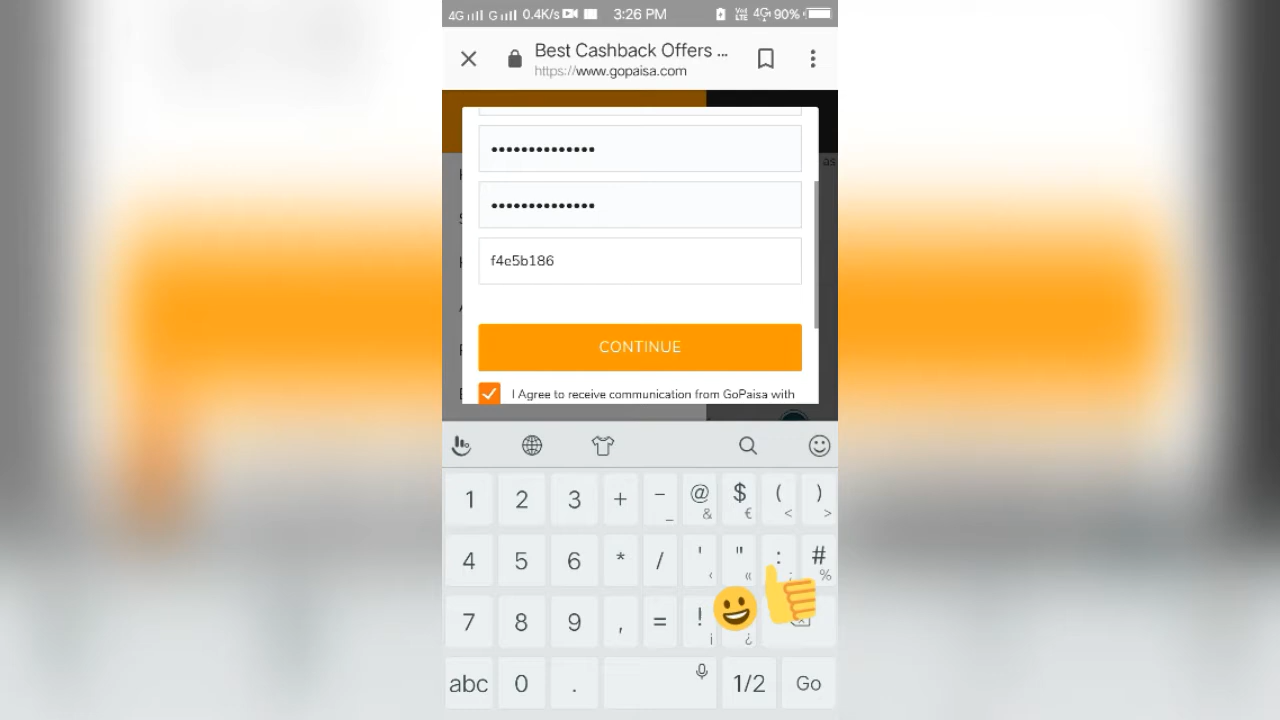 4G G 0.4K/s 3:26 PM VoLTE 4G 90%
Best Cashback Offers ...
https://www.gopaisa.com
as
••••••••••••••
••••••••••••••
f4e5b186
CONTINUE
I Agree to receive communication from GoPaisa with
1 2 3 + - _ @ & $ € ( < ) >
4 5 6 * / ' ‹ " « : ; # %
7 8 9 , = ! ¡ ¿
abc 0 . 1/2 Go